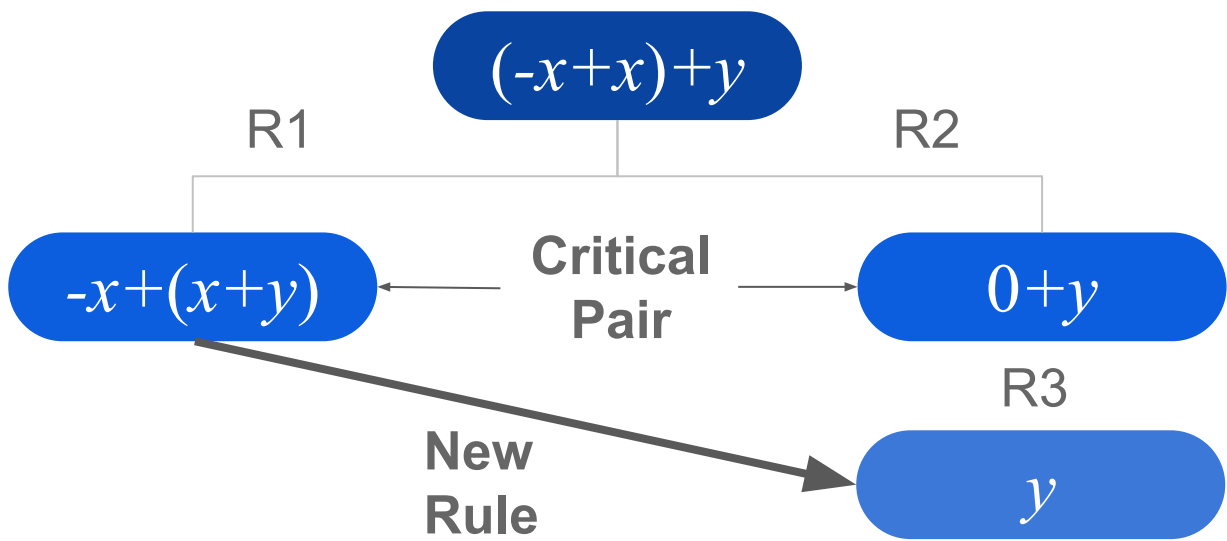 (-x+x)+y
R1
R2
-x+(x+y)
Critical
Pair
0+y
R3
New
Rule
y